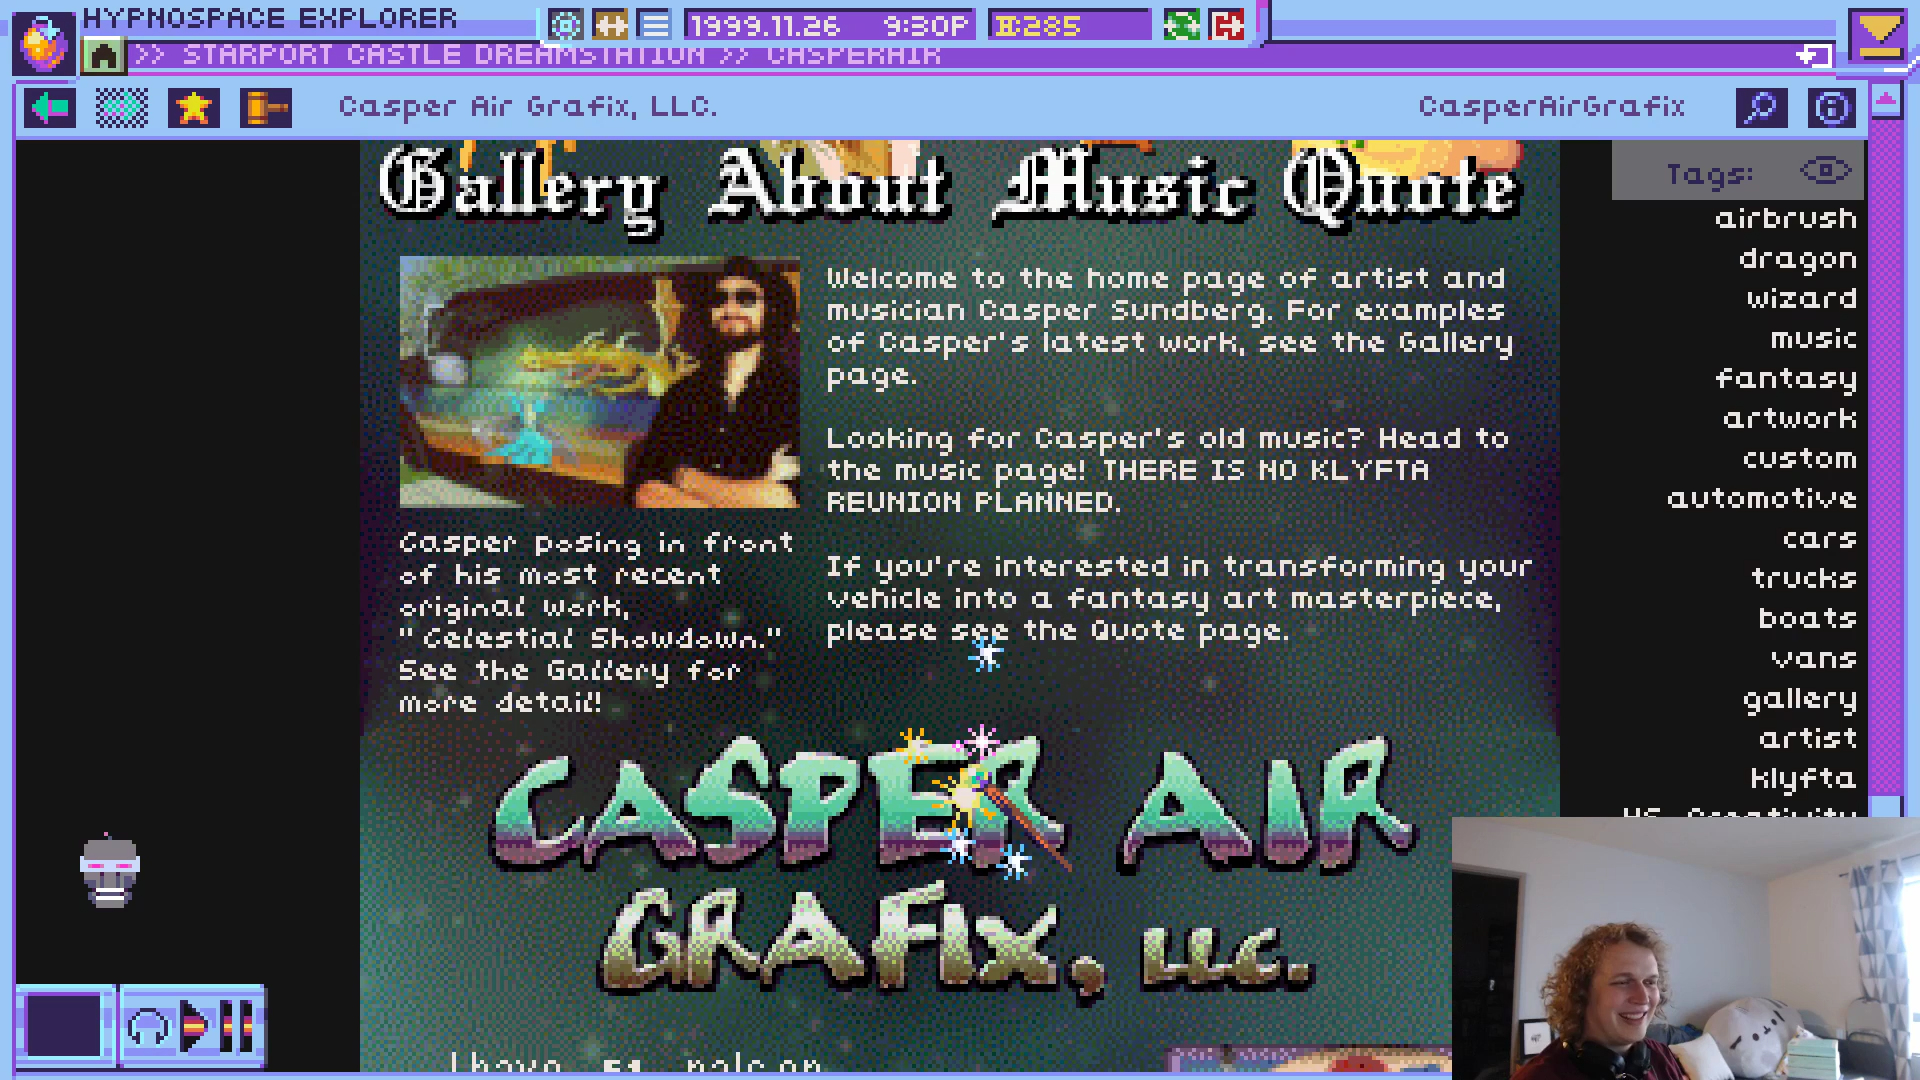 HYPNOSPACE EXPLORER
1999.11.26 9:30P
285
>> STARPORT CASTLE DREAMSTATION >> CASPERAIR
Casper Air Grafix, LLC.
CasperAirGrafix
Gallery About Music Quote
Welcome to the home page of artist and
musician Casper Sundberg. For examples
of Casper's latest work, see the Gallery
page.
Looking for Casper's old music? Head to
the music page! THERE IS NO KLYFTA
REUNION PLANNED.
If you're interested in transforming your
vehicle into a fantasy art masterpiece,
please see the Quote page.
Casper posing in front
of his most recent
original work,
"Celestial Showdown."
See the Gallery for
more detail!
CASPER AIR
GRAFIX, LLC.
I have
Tags:
airbrush
dragon
wizard
music
fantasy
artwork
custom
automotive
cars
trucks
boats
vans
gallery
artist
klyfta